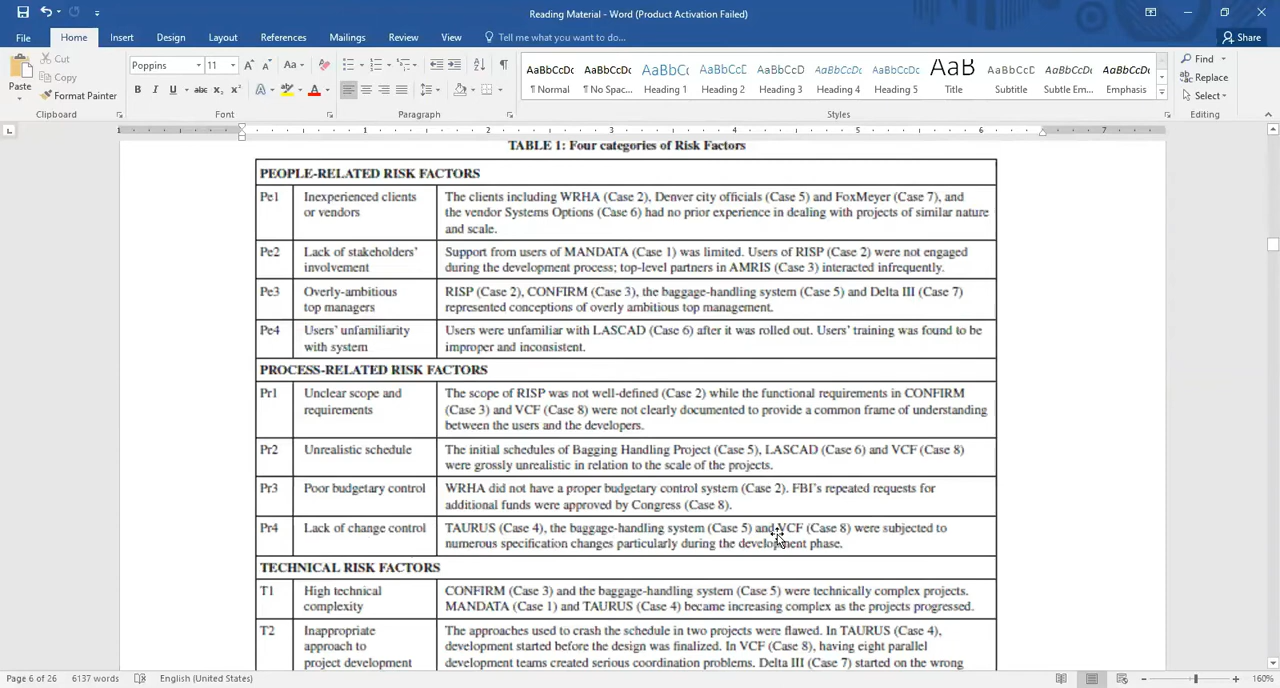 Reading Material - Word (Product Activation Failed)
File Home Insert Design Layout References Mailings Review View Tell me what you want to do... Share
Paste
Cut
Copy
Format Painter
Clipboard
Poppins 11
B I U abc X₂ X²
Font
Paragraph
AaBbCcDc AaBbCcDc AaBbCc AaBbCcC AaBbCcD AaBbCcD AaBbCcDc AaB AaBbCcD AaBbCcDc AaBbCcDc
¶ Normal ¶ No Spac... Heading 1 Heading 2 Heading 3 Heading 4 Heading 5 Title Subtitle Subtle Em... Emphasis
Styles
Find
Replace
Select
Editing
1 1 2 3 4 5 6 7
TABLE 1: Four categories of Risk Factors
PEOPLE-RELATED RISK FACTORS
Pe1 Inexperienced clients or vendors
The clients including WRHA (Case 2), Denver city officials (Case 5) and FoxMeyer (Case 7), and
the vendor Systems Options (Case 6) had no prior experience in dealing with projects of similar nature
and scale.
Pe2 Lack of stakeholders' involvement
Support from users of MANDATA (Case 1) was limited. Users of RISP (Case 2) were not engaged
during the development process; top-level partners in AMRIS (Case 3) interacted infrequently.
Pe3 Overly-ambitious top managers
RISP (Case 2), CONFIRM (Case 3), the baggage-handling system (Case 5) and Delta III (Case 7)
represented conceptions of overly ambitious top management.
Pe4 Users' unfamiliarity with system
Users were unfamiliar with LASCAD (Case 6) after it was rolled out. Users' training was found to be
improper and inconsistent.
PROCESS-RELATED RISK FACTORS
Pr1 Unclear scope and requirements
The scope of RISP was not well-defined (Case 2) while the functional requirements in CONFIRM
(Case 3) and VCF (Case 8) were not clearly documented to provide a common frame of understanding
between the users and the developers.
Pr2 Unrealistic schedule
The initial schedules of Bagging Handling Project (Case 5), LASCAD (Case 6) and VCF (Case 8)
were grossly unrealistic in relation to the scale of the projects.
Pr3 Poor budgetary control
WRHA did not have a proper budgetary control system (Case 2). FBI's repeated requests for
additional funds were approved by Congress (Case 8).
Pr4 Lack of change control
TAURUS (Case 4), the baggage-handling system (Case 5) and VCF (Case 8) were subjected to
numerous specification changes particularly during the development phase.
TECHNICAL RISK FACTORS
T1 High technical complexity
CONFIRM (Case 3) and the baggage-handling system (Case 5) were technically complex projects.
MANDATA (Case 1) and TAURUS (Case 4) became increasing complex as the projects progressed.
T2 Inappropriate approach to project development
The approaches used to crash the schedule in two projects were flawed. In TAURUS (Case 4),
development started before the design was finalized. In VCF (Case 8), having eight parallel
development teams created serious coordination problems. Delta III (Case 7) started on the wrong
Page 6 of 26 6137 words English (United States) 160%